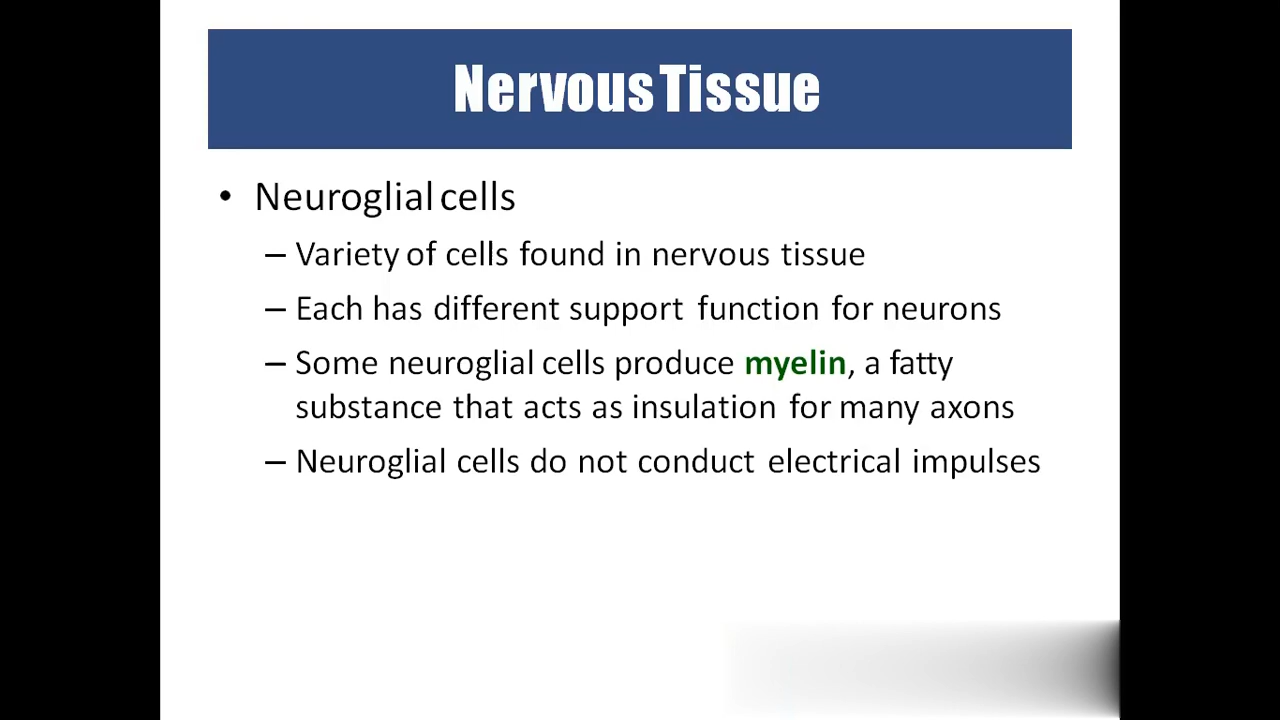 Nervous Tissue
• Neuroglial cells
– Variety of cells found in nervous tissue
– Each has different support function for neurons
– Some neuroglial cells produce myelin, a fatty
substance that acts as insulation for many axons
– Neuroglial cells do not conduct electrical impulses